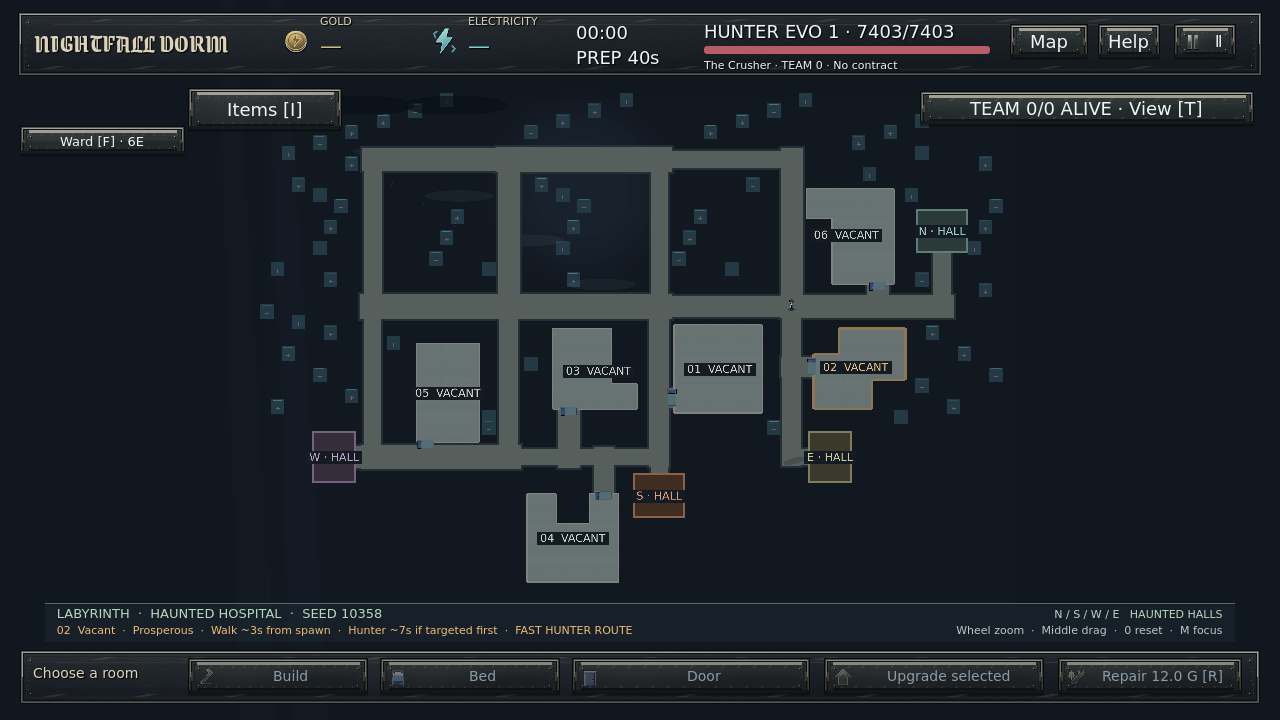 NIGHTFALL DORM
GOLD
—
ELECTRICITY
—
00:00
PREP 40s
HUNTER EVO 1 · 7403/7403
The Crusher · TEAM 0 · No contract
Map
Help
II
Items [I]
TEAM 0/0 ALIVE · View [T]
Ward [F] · 6E
06 VACANT
N · HALL
03 VACANT
01 VACANT
02 VACANT
05 VACANT
W · HALL
E · HALL
S · HALL
04 VACANT
LABYRINTH · HAUNTED HOSPITAL · SEED 10358
N / S / W / E HAUNTED HALLS
02 Vacant · Prosperous · Walk ~3s from spawn · Hunter ~7s if targeted first · FAST HUNTER ROUTE
Wheel zoom · Middle drag · 0 reset · M focus
Choose a room
Build
Bed
Door
Upgrade selected
Repair 12.0 G [R]